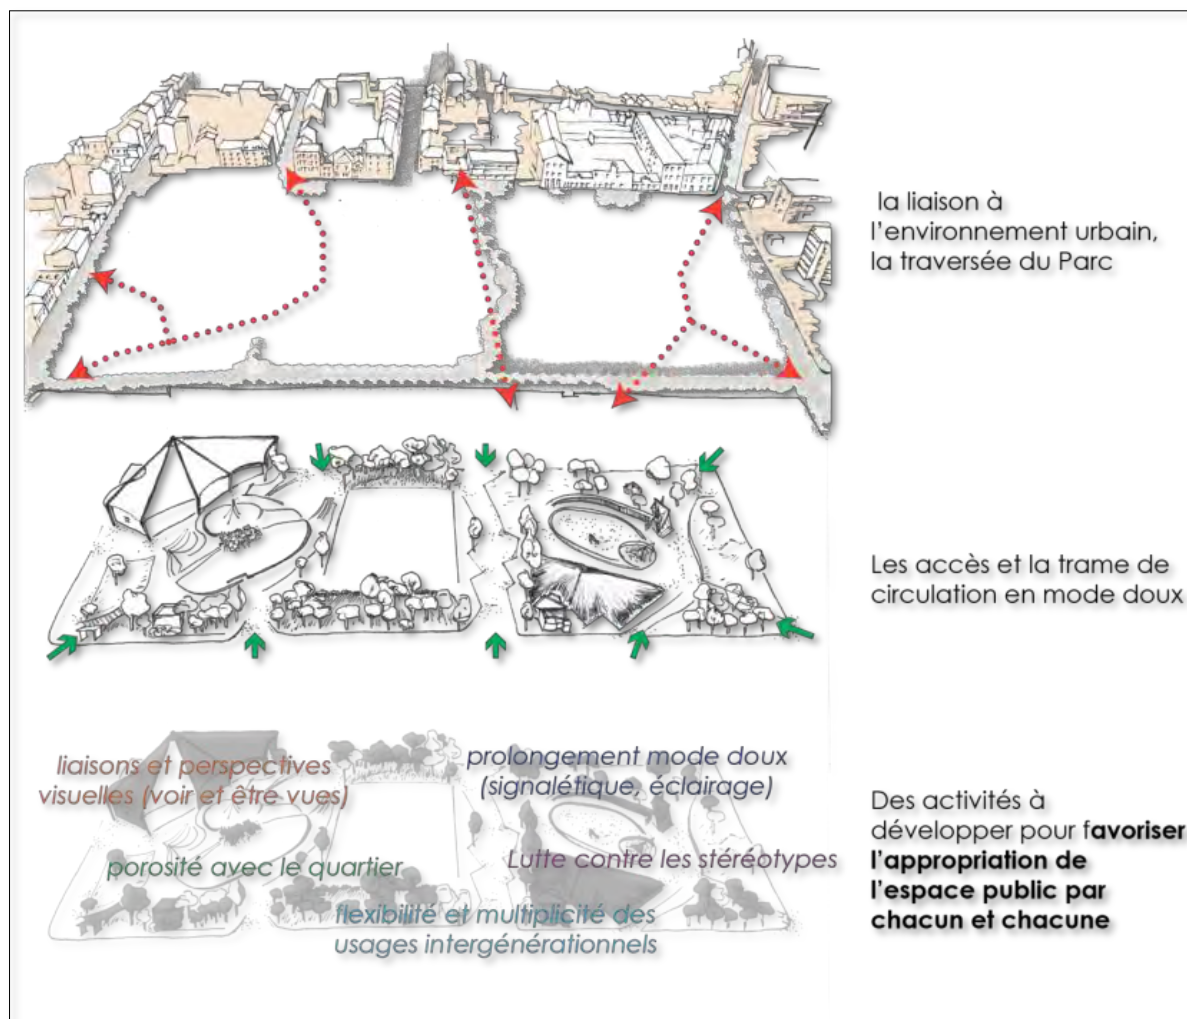 la liaison à
l'environnement urbain,
la traversée du Parc
Les accès et la trame de
circulation en mode doux
liaisons et perspectives
visuelles (voir et être vues)
prolongement mode doux
(signalétique, éclairage)
porosité avec le quartier
Lutte contre les stéréotypes
flexibilité et multiplicité des
usages intergénérationnels
Des activités à
développer pour favoriser
l'appropriation de
l'espace public par
chacun et chacune